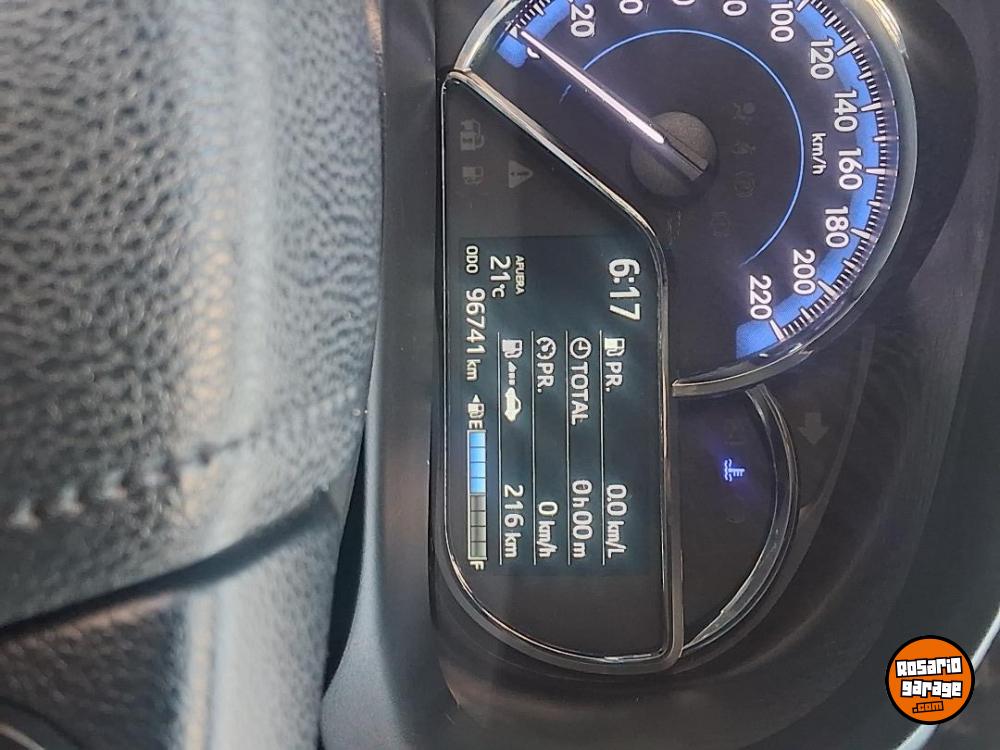 20
80
100
120
140
160
180
200
220
km/h
6:17
PR. 0.0 km/L
TOTAL 0h00m
PR. 0 km/h
216 km
AFUERA
21°c
ODO 96741 km
E F
Rosario
garage
.com